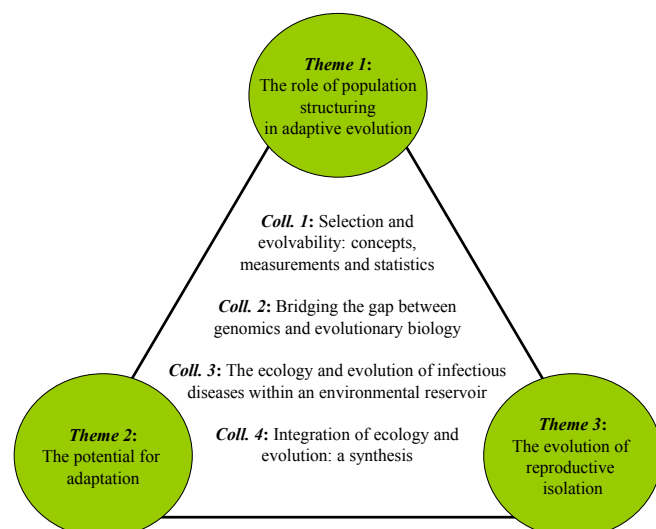 Theme 1:
The role of population
structuring
in adaptive evolution
Coll. 1: Selection and
evolvability: concepts,
measurements and statistics
Coll. 2: Bridging the gap between
genomics and evolutionary biology
Coll. 3: The ecology and evolution of infectious
diseases within an environmental reservoir
Coll. 4: Integration of ecology and
evolution: a synthesis
Theme 2:
The potential for
adaptation
Theme 3:
The evolution of
reproductive
isolation